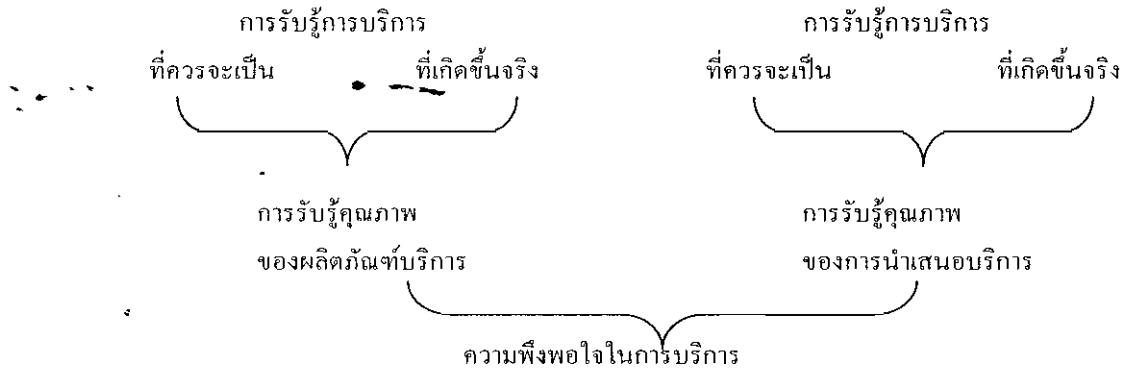 การรับรู้การบริการ การรับรู้การบริการ
ที่ควรจะเป็น ที่เกิดขึ้นจริง ที่ควรจะเป็น ที่เกิดขึ้นจริง
การรับรู้คุณภาพ การรับรู้คุณภาพ
ของผลิตภัณฑ์บริการ ของการนำเสนอบริการ
ความพึงพอใจในการบริการ